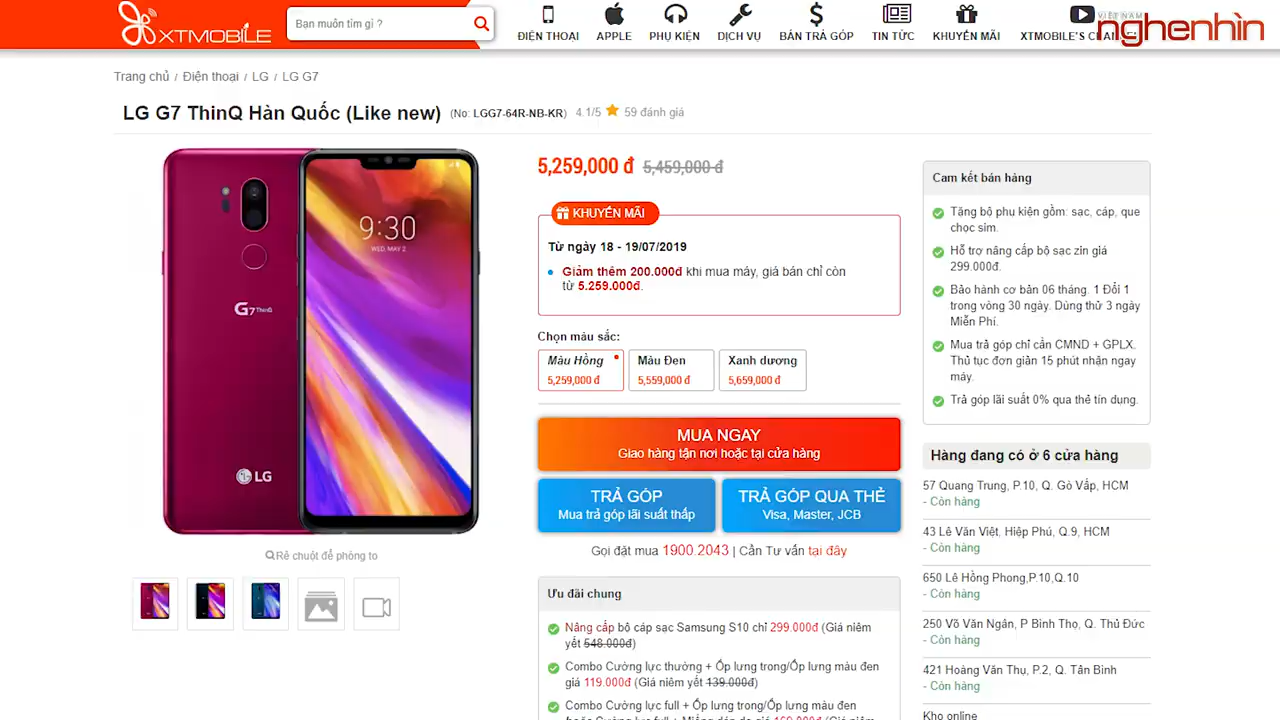 XTMOBILE
Bạn muốn tìm gì ?
ĐIỆN THOẠI
APPLE
PHỤ KIỆN
DỊCH VỤ
BÁN TRẢ GÓP
TIN TỨC
KHUYẾN MÃI
XTMOBILE'S
VIỆT NAM
nghenhìn
Trang chủ / Điện thoại / LG / LG G7
LG G7 ThinQ Hàn Quốc (Like new) (No: LGG7-64R-NB-KR) 4.1/5 59 đánh giá
9:30
WED, MAY 2
G7 ThinQ
LG
Rê chuột để phóng to
5,259,000 đ 5,459,000 đ
KHUYẾN MÃI
Từ ngày 18 - 19/07/2019
Giảm thêm 200.000đ khi mua máy, giá bán chỉ còn
từ 5.259.000đ.
Chọn màu sắc:
Màu Hồng
5,259,000 đ
Màu Đen
5,559,000 đ
Xanh dương
5,659,000 đ
MUA NGAY
Giao hàng tận nơi hoặc tại cửa hàng
TRẢ GÓP
Mua trả góp lãi suất thấp
TRẢ GÓP QUA THẺ
Visa, Master, JCB
Gọi đặt mua 1900.2043 | Cần Tư vấn tại đây
Ưu đãi chung
Nâng cấp bộ cáp sạc Samsung S10 chỉ 299.000đ (Giá niêm
yết 548.000đ)
Combo Cường lực thường + Ốp lưng trong/Ốp lưng màu đen
giá 119.000đ (Giá niêm yết 139.000đ)
Combo Cường lực full + Ốp lưng trong/Ốp lưng màu đen
Cam kết bán hàng
Tặng bộ phụ kiện gồm: sạc, cáp, que
chọc sim.
Hỗ trợ nâng cấp bộ sạc zin giá
299.000đ.
Bảo hành cơ bản 06 tháng. 1 Đổi 1
trong vòng 30 ngày. Dùng thử 3 ngày
Miễn Phí.
Mua trả góp chỉ cần CMND + GPLX.
Thủ tục đơn giản 15 phút nhận ngay
máy.
Trả góp lãi suất 0% qua thẻ tín dụng.
Hàng đang có ở 6 cửa hàng
57 Quang Trung, P.10, Q. Gò Vấp, HCM
- Còn hàng
43 Lê Văn Việt, Hiệp Phú, Q.9, HCM
- Còn hàng
650 Lê Hồng Phong,P.10,Q.10
- Còn hàng
250 Võ Văn Ngân, P Bình Thọ, Q. Thủ Đức
- Còn hàng
421 Hoàng Văn Thụ, P.2, Q. Tân Bình
- Còn hàng
Kho online